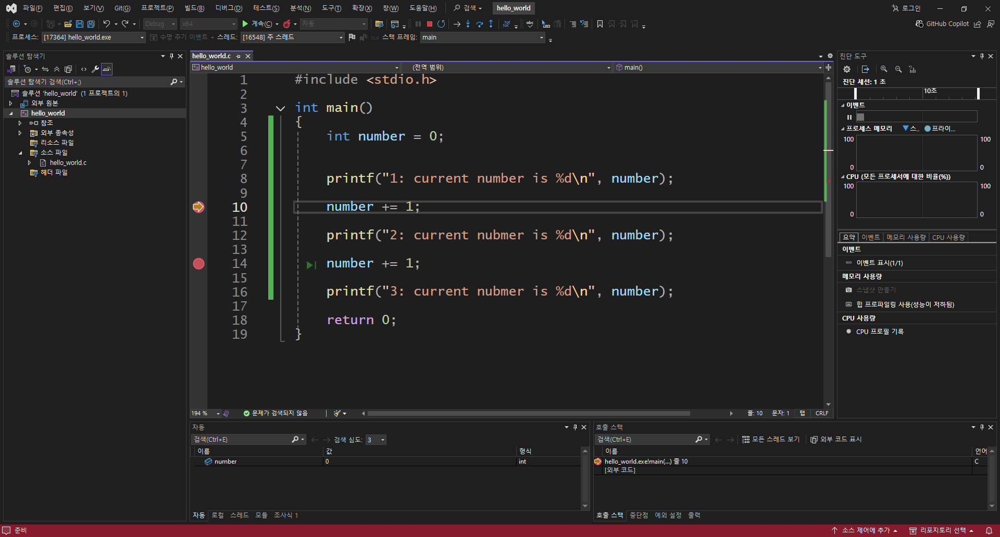 파일(F) 편집(E) 보기(V) Git(G) 프로젝트(P) 빌드(B) 디버그(D) 테스트(S) 분석(N) 도구(T) 확장(X) 창(W) 도움말(H) 검색 hello_world 로그인
Debug x64 계속(C) 자동 abc GitHub Copilot
프로세스: [17364] hello_world.exe 수명 주기 이벤트 스레드: [16548] 주 스레드 스택 프레임: main
솔루션 탐색기
솔루션 탐색기 검색(Ctrl+;)
솔루션 'hello_world' (1 프로젝트의 1)
외부 원본
hello_world
참조
외부 종속성
리소스 파일
소스 파일
hello_world.c
헤더 파일
hello_world.c
hello_world (전역 범위) main()
1 #include <stdio.h>
2
3 int main()
4 {
5 int number = 0;
6
7
8 printf("1: current number is %d\n", number);
9
10 number += 1;
11
12 printf("2: current nubmer is %d\n", number);
13
14 number += 1;
15
16 printf("3: current nubmer is %d\n", number);
17
18 return 0;
19 }
194 % 문제가 검색되지 않음 줄: 10 문자: 1 탭 CRLF
진단 도구
진단 세션: 1 초
10초
이벤트
프로세스 메모리 스.. 프라이...
100 100
0 0
CPU (모든 프로세서에 대한 비율(%))
100 100
0 0
요약 이벤트 메모리 사용량 CPU 사용량
이벤트
이벤트 표시(1/1)
메모리 사용량
스냅샷 만들기
힙 프로파일링 사용(성능이 저하됨)
CPU 사용량
CPU 프로필 기록
자동
검색(Ctrl+E) 검색 심도: 3
이름 값 형식
number 0 int
자동 로컬 스레드 모듈 조사식 1
호출 스택
검색(Ctrl+E) 모든 스레드 보기 외부 코드 표시
이름 언어
hello_world.exe!main(...) 줄 10 C
[외부 코드]
호출 스택 중단점 예외 설정 출력
준비 소스 제어에 추가 리포지토리 선택